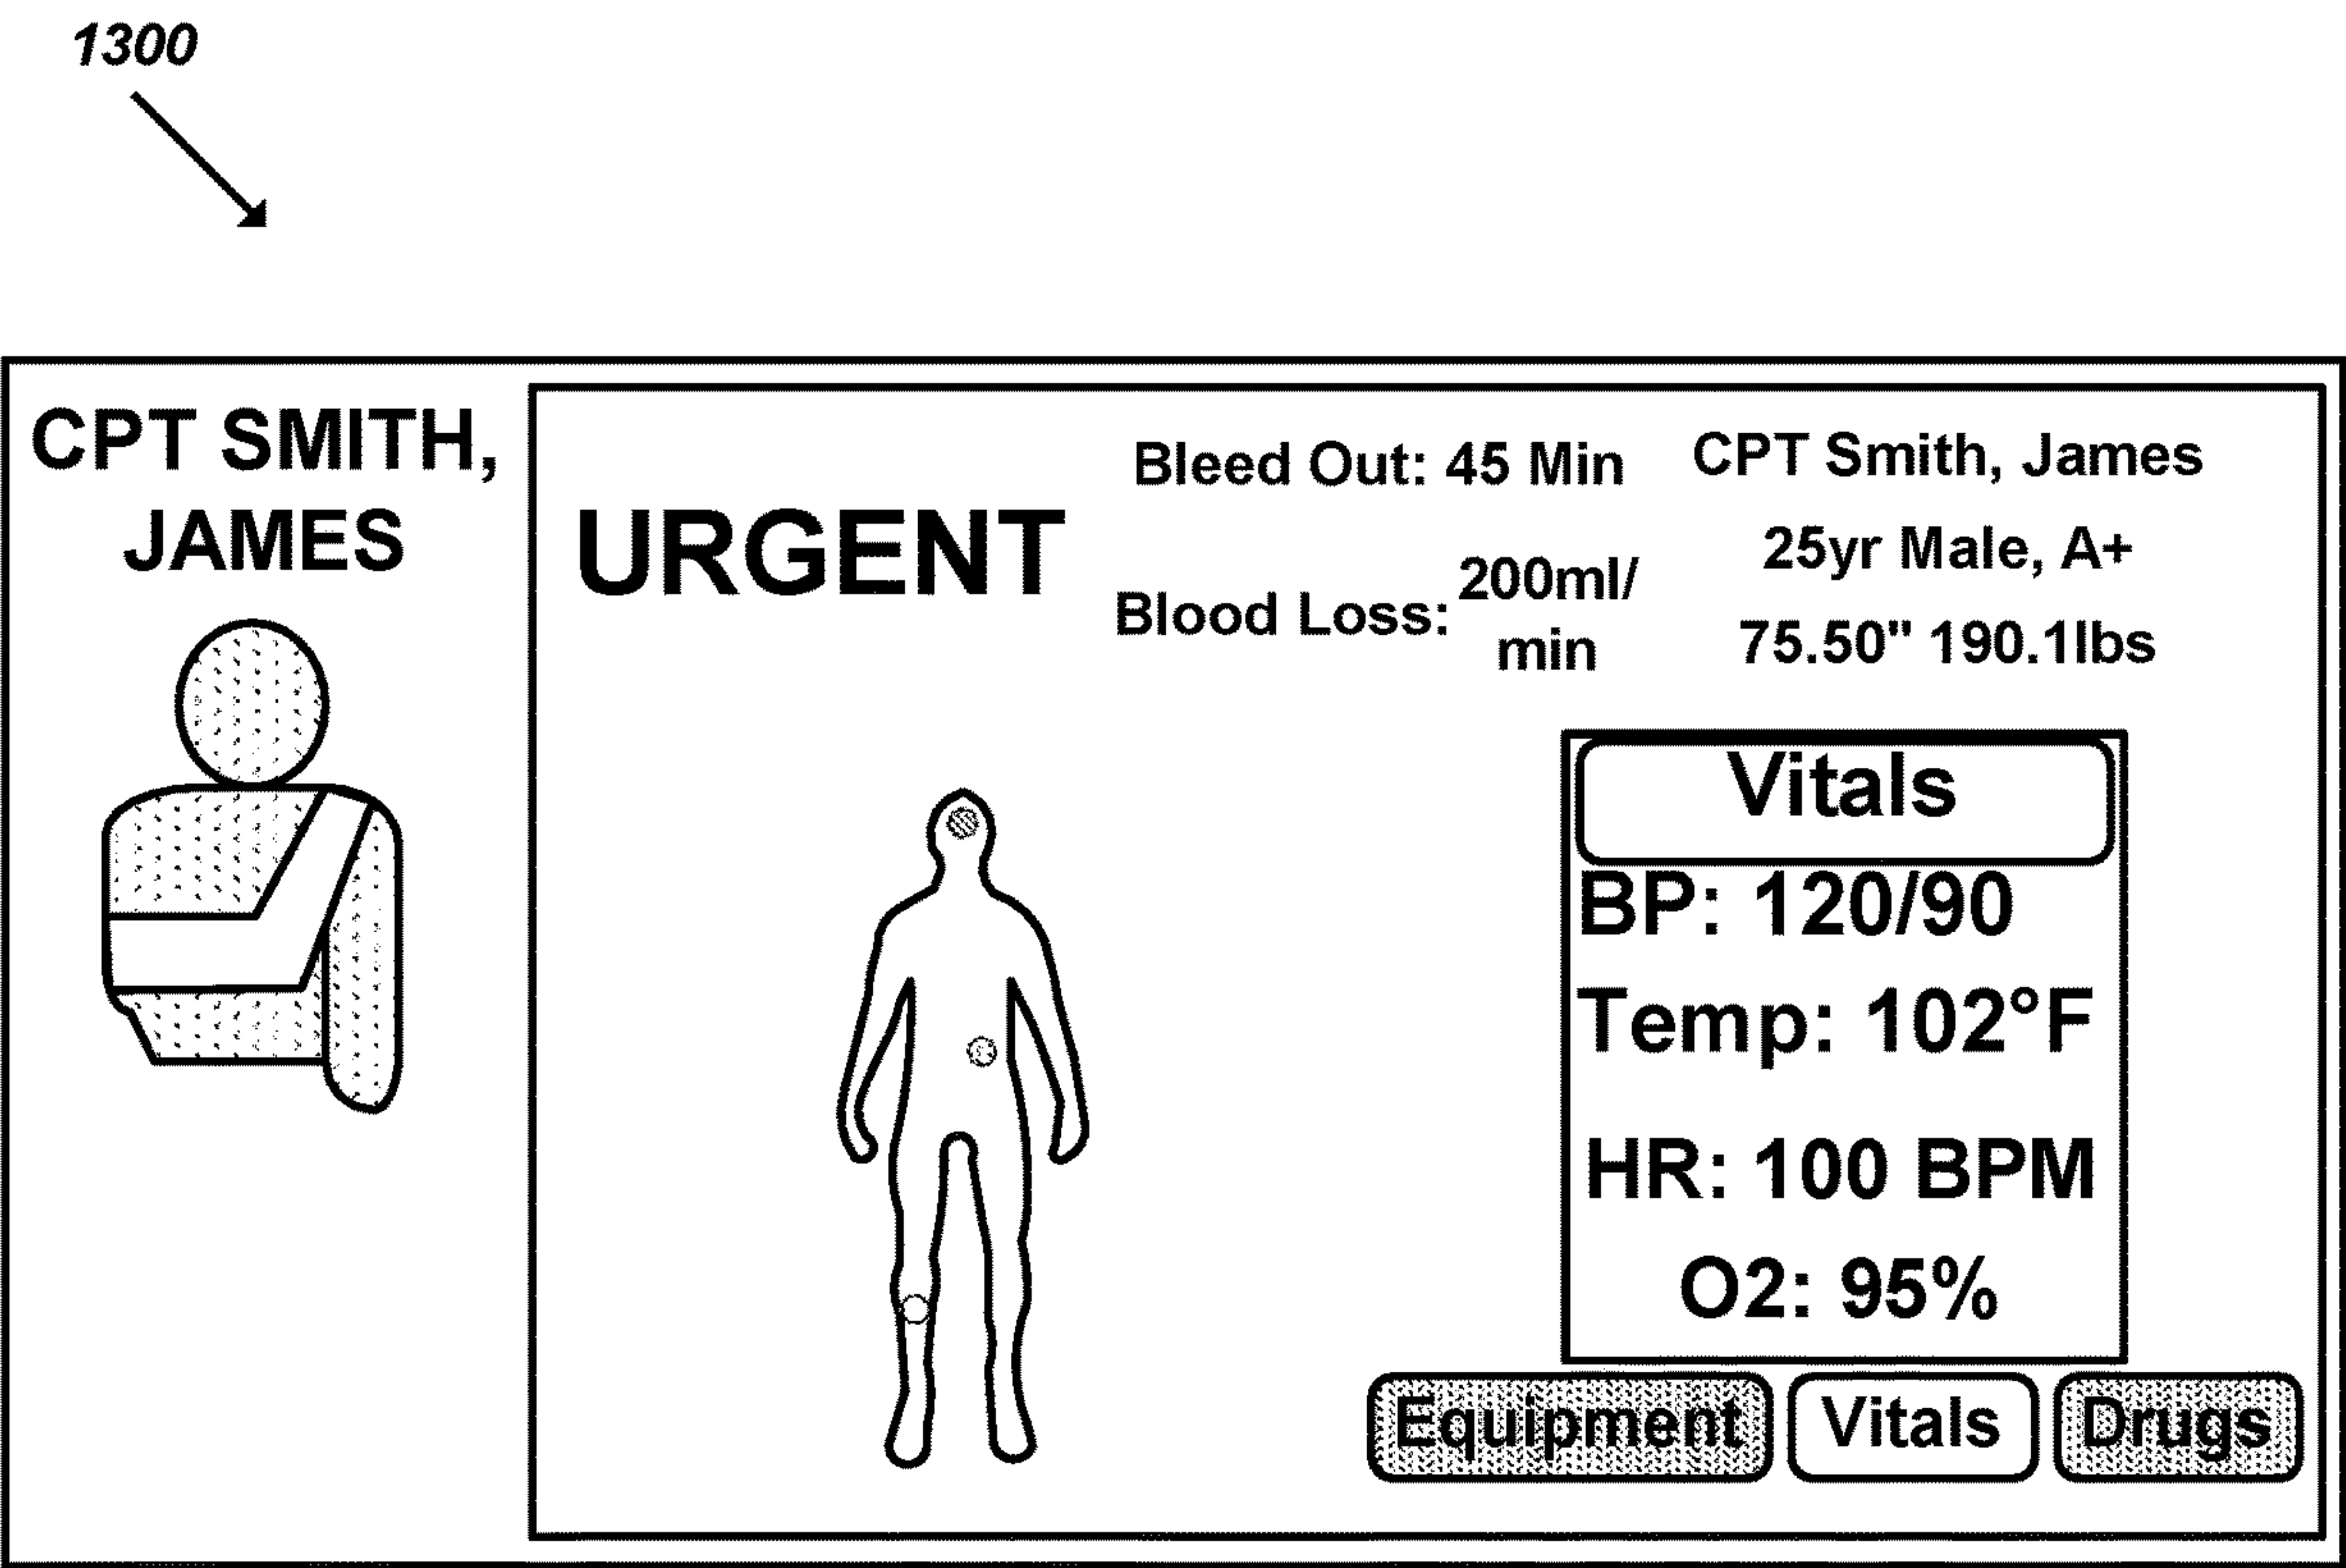 1300
CPT SMITH,
JAMES
URGENT
Bleed Out: 45 Min
Blood Loss: 200ml/
min
CPT Smith, James
25yr Male, A+
75.50" 190.1lbs
Vitals
BP: 120/90
Temp: 102°F
HR: 100 BPM
O2: 95%
Equipment
Vitals
Drugs